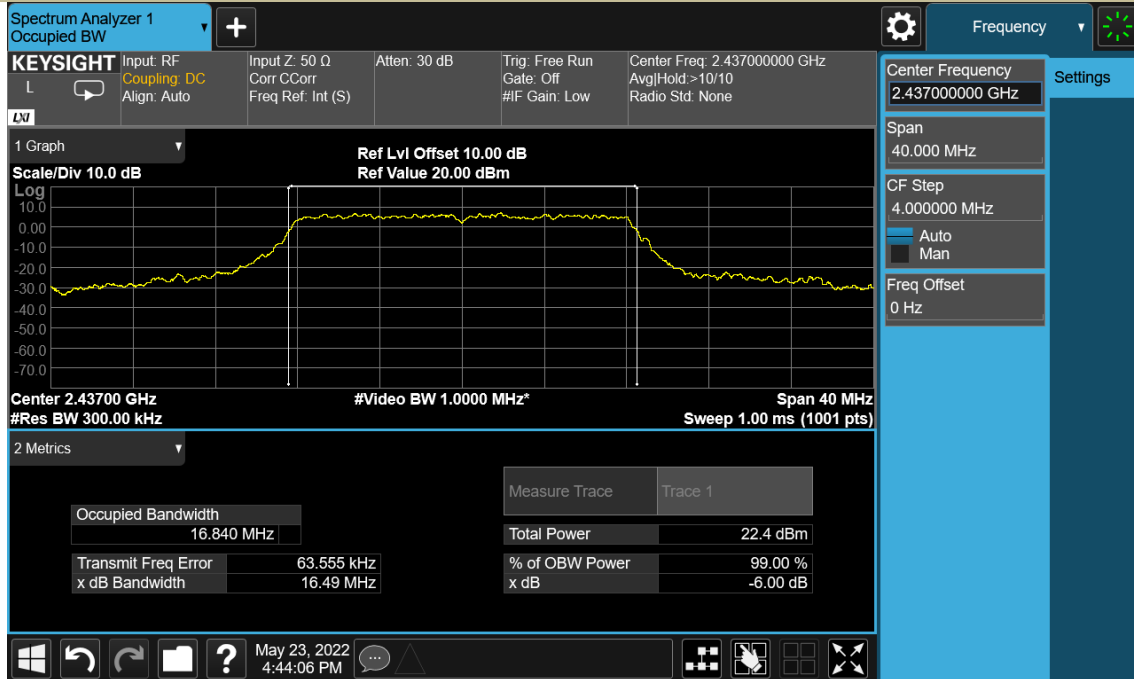 Spectrum Analyzer 1
Occupied BW
+
Frequency
KEYSIGHT
L
LXI
Input: RF
Coupling: DC
Align: Auto
Input Z: 50 Ω
Corr CCorr
Freq Ref: Int (S)
Atten: 30 dB
Trig: Free Run
Gate: Off
#IF Gain: Low
Center Freq: 2.437000000 GHz
Avg|Hold:>10/10
Radio Std: None
Center Frequency
2.437000000 GHz
Settings
Span
40.000 MHz
CF Step
4.000000 MHz
Auto
Man
Freq Offset
0 Hz
1 Graph
Scale/Div 10.0 dB
Ref Lvl Offset 10.00 dB
Ref Value 20.00 dBm
Log
10.0
0.00
-10.0
-20.0
-30.0
-40.0
-50.0
-60.0
-70.0
Center 2.43700 GHz
#Video BW 1.0000 MHz*
Span 40 MHz
#Res BW 300.00 kHz
Sweep 1.00 ms (1001 pts)
2 Metrics
Measure Trace Trace 1
Occupied Bandwidth
16.840 MHz
Total Power 22.4 dBm
Transmit Freq Error 63.555 kHz
% of OBW Power 99.00 %
x dB Bandwidth 16.49 MHz
x dB -6.00 dB
?
May 23, 2022
4:44:06 PM